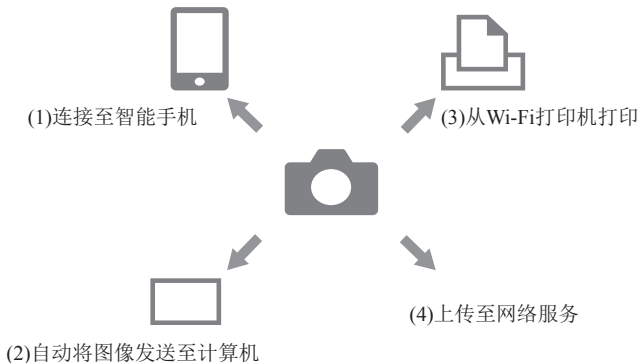 (1)连接至智能手机
(3)从Wi-Fi打印机打印
(4)上传至网络服务
(2)自动将图像发送至计算机